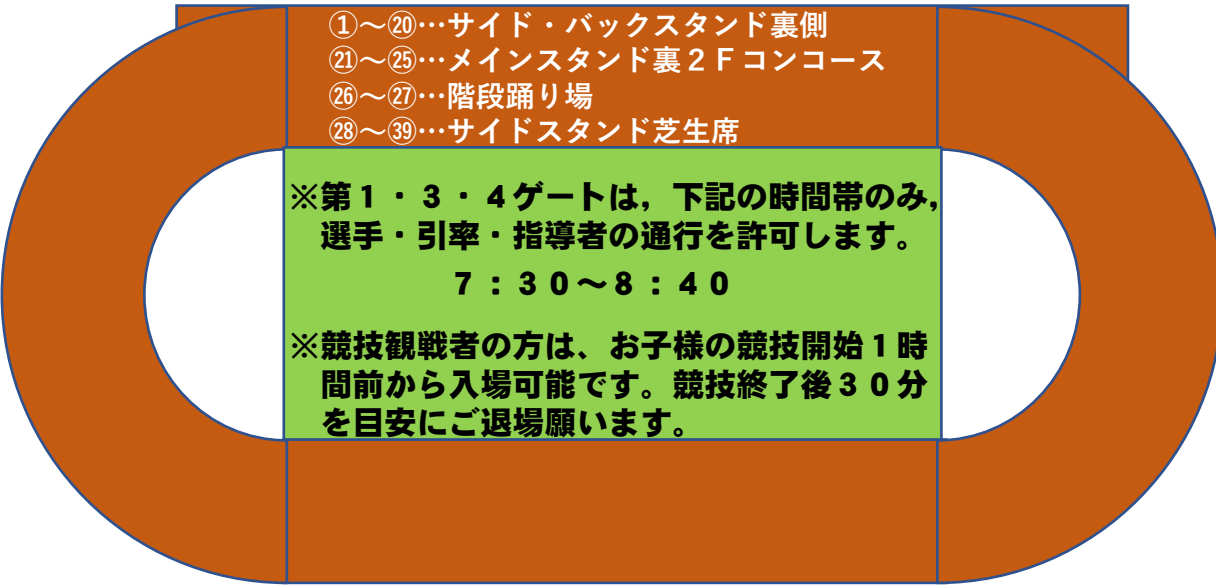 ①～⑳…サイド・バックスタンド裏側
㉑～㉕…メインスタンド裏２Ｆコンコース
㉖～㉗…階段踊り場
㉘～㊴…サイドスタンド芝生席
※第１・３・４ゲートは，下記の時間帯のみ，
選手・引率・指導者の通行を許可します。
７：３０～８：４０
※競技観戦者の方は、お子様の競技開始１時
間前から入場可能です。競技終了後３０分
を目安にご退場願います。